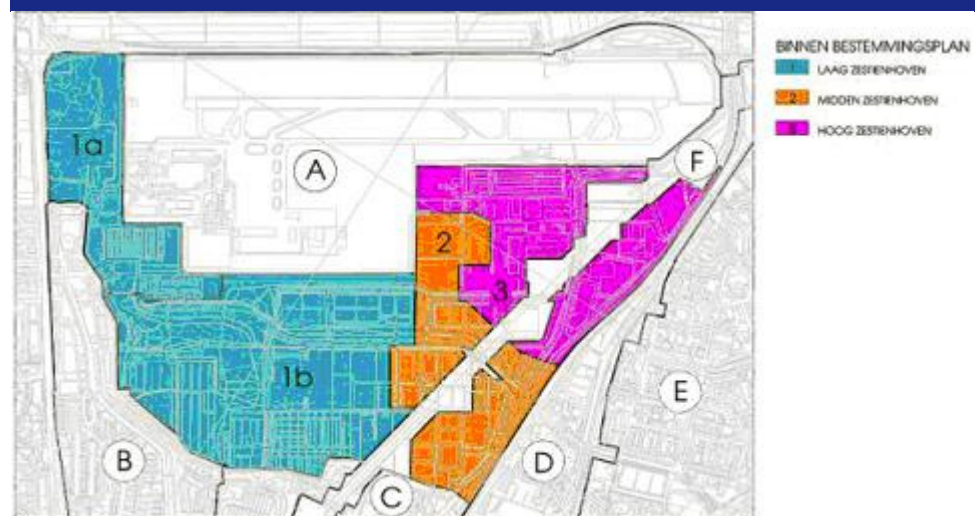 BINNEN BESTEMMINGSPLAN
1 LAAG ZESTIENHOVEN
2 MIDDEN ZESTIENHOVEN
3 HOOG ZESTIENHOVEN
1a
A
F
2
3
1b
E
B
D
C